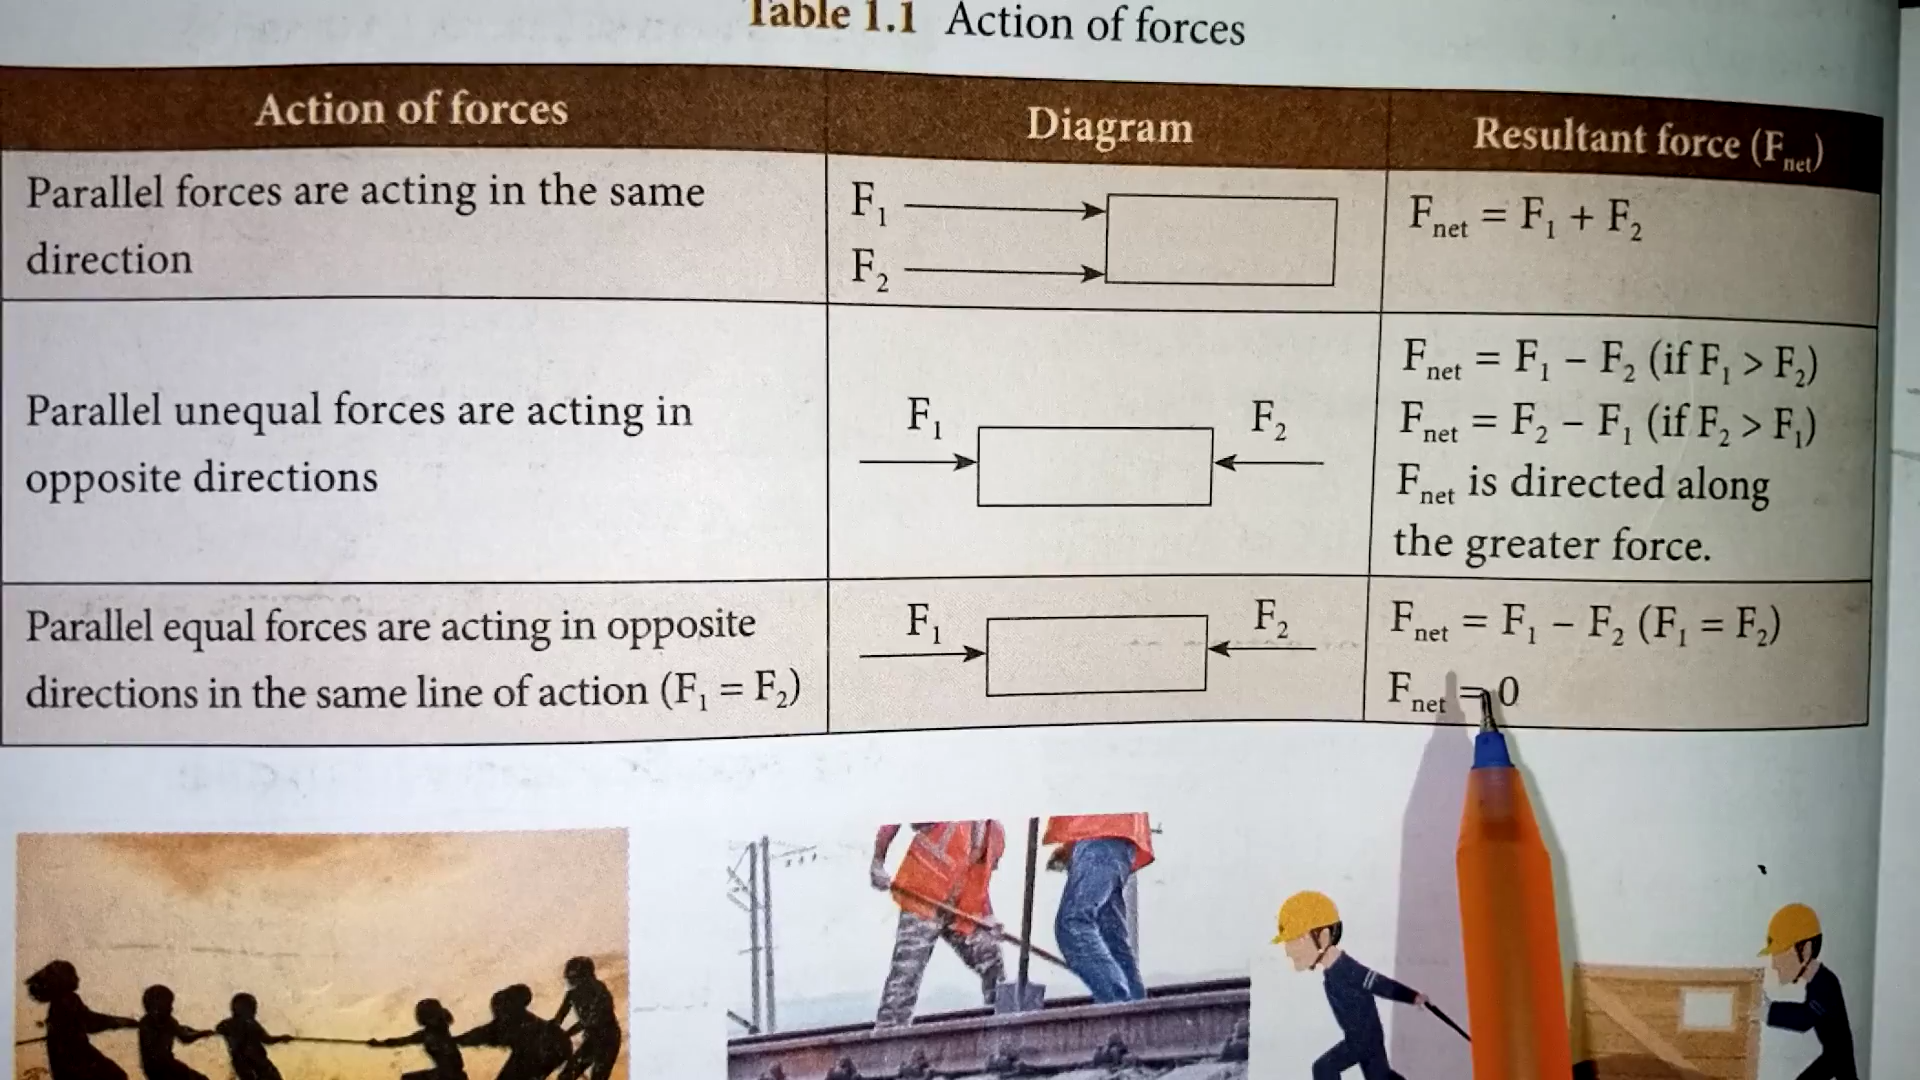 Table 1.1 Action of forces
Action of forces
Diagram
Resultant force (Fnet)
Parallel forces are acting in the same
direction
F1
F2
Fnet = F1 + F2
Parallel unequal forces are acting in
opposite directions
F1
F2
Fnet = F1 – F2 (if F1 > F2)
Fnet = F2 – F1 (if F2 > F1)
Fnet is directed along
the greater force.
Parallel equal forces are acting in opposite
directions in the same line of action (F1 = F2)
F1
F2
Fnet = F1 – F2 (F1 = F2)
Fnet = 0